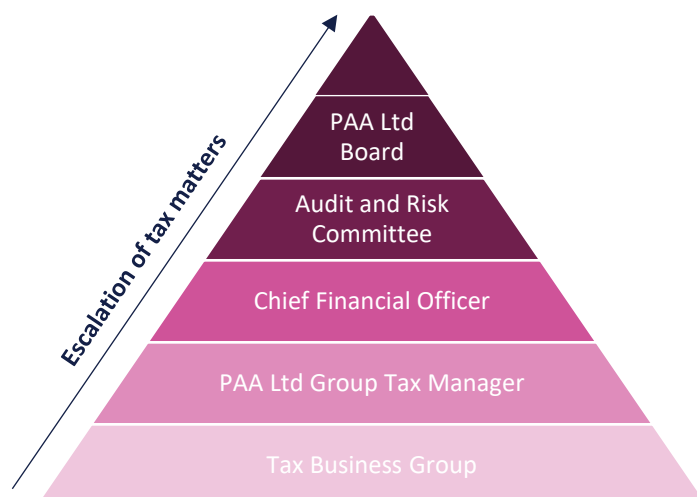 Escalation of tax matters
PAA Ltd
Board
Audit and Risk
Committee
Chief Financial Officer
PAA Ltd Group Tax Manager
Tax Business Group